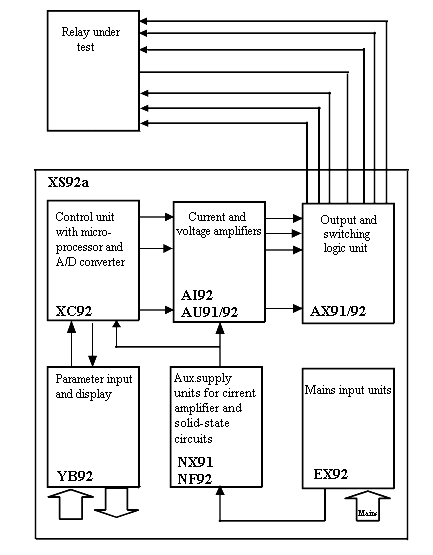 Relay under
test
XS92a
Control unit
with micro-
processor and
A/D converter
XC92
Current and
voltage amplifiers
AI92
AU91/92
Output and
switching
logic unit
AX91/92
Parameter input
and display
YB92
Aux.supply
units for cirrent
amplifier and
solid-state
circuits
NX91
NF92
Mains input units
EX92
Mains